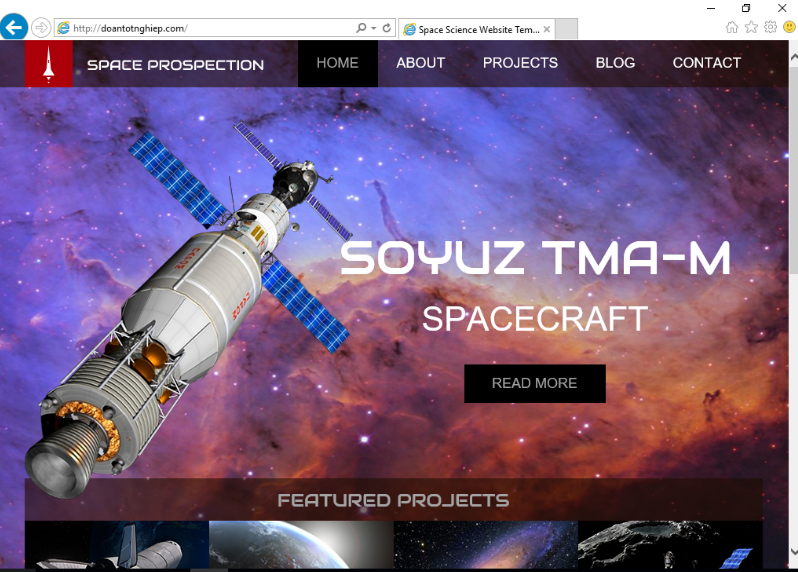 http://doantotnghiep.com/
Space Science Website Tem...
SPACE PROSPECTION
HOME
ABOUT
PROJECTS
BLOG
CONTACT
SOYUZ TMA-M
SPACECRAFT
READ MORE
FEATURED PROJECTS